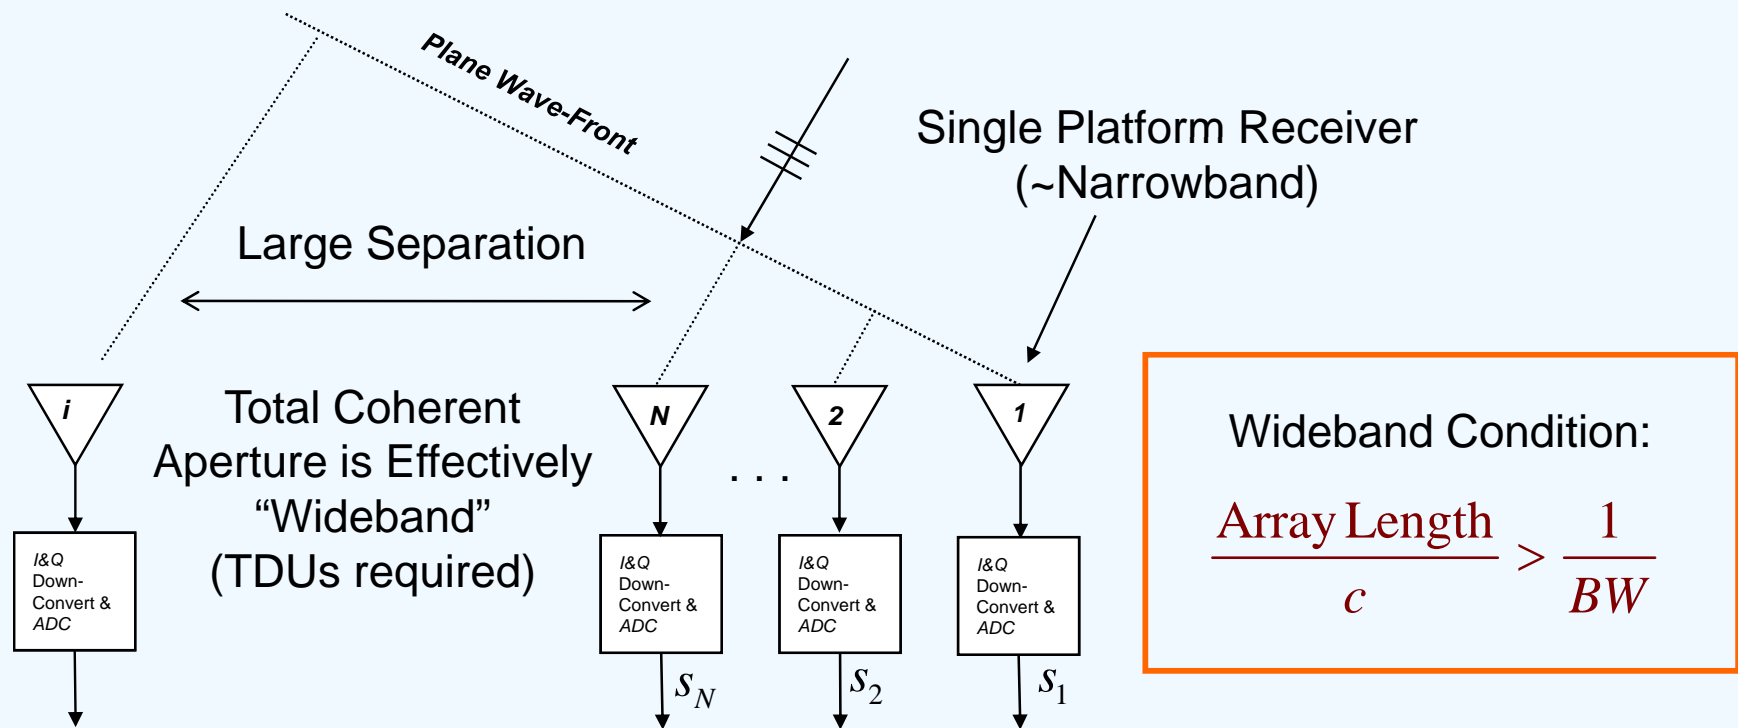 Plane Wave-Front
Single Platform Receiver
(~Narrowband)
Large Separation
i
Total Coherent
Aperture is Effectively
“Wideband”
(TDUs required)
N
. . .
2
1
Wideband Condition:
Array Length / c > 1 / BW
I&Q
Down-
Convert &
ADC
I&Q
Down-
Convert &
ADC
I&Q
Down-
Convert &
ADC
I&Q
Down-
Convert &
ADC
s_N
s_2
s_1